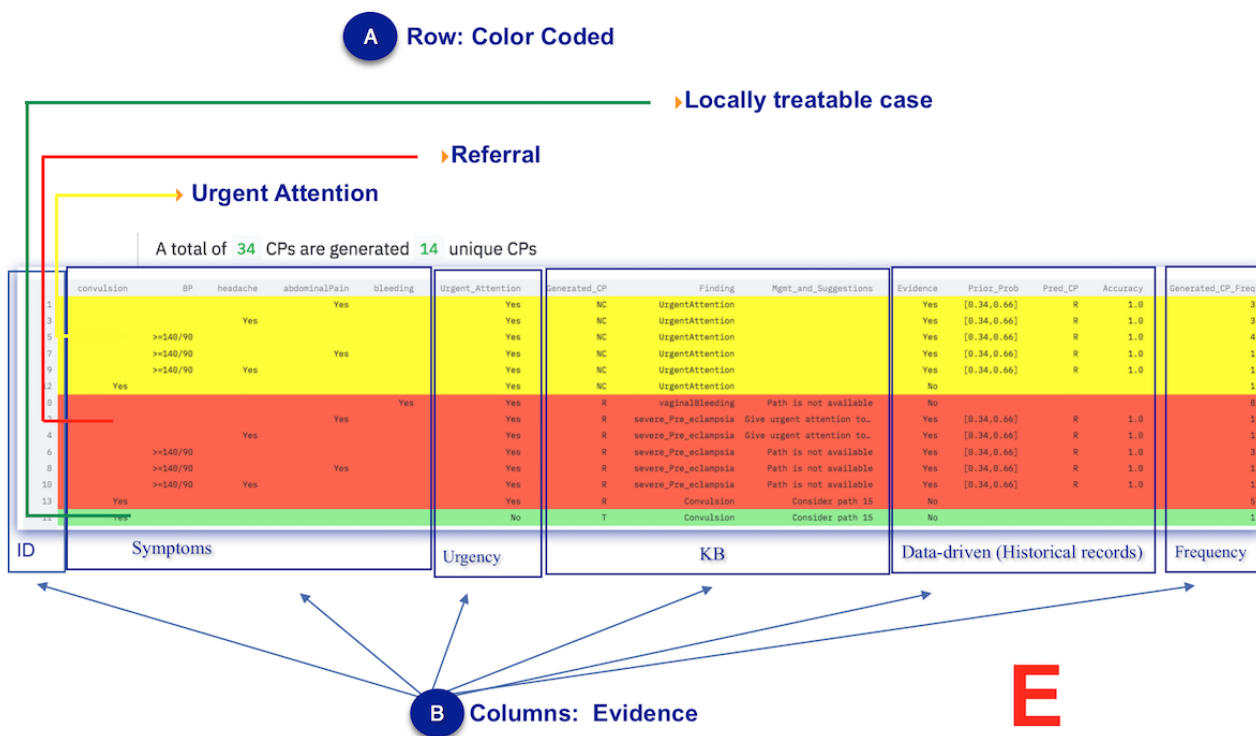 A Row: Color Coded
Locally treatable case
Referral
Urgent Attention
A total of 34 CPs are generated 14 unique CPs
convulsion BP headache abdominalPain bleeding Urgent_Attention Generated_CP Finding Mgmt_and_Suggestions Evidence Prior_Prob Pred_CP Accuracy Generated_CP_Freq
1 Yes Yes NC UrgentAttention Yes [0.34,0.66] R 1.0 3
3 Yes Yes NC UrgentAttention Yes [0.34,0.66] R 1.0 3
5 >=140/90 Yes NC UrgentAttention Yes [0.34,0.66] R 1.0 4
7 >=140/90 Yes Yes NC UrgentAttention Yes [0.34,0.66] R 1.0 1
9 >=140/90 Yes Yes NC UrgentAttention Yes [0.34,0.66] R 1.0 1
12 Yes Yes NC UrgentAttention No 1
0 Yes Yes R vaginalBleeding Path is not available No 8
2 Yes Yes R severe_Pre_eclampsia Give urgent attention to… Yes [0.34,0.66] R 1.0 1
4 Yes Yes R severe_Pre_eclampsia Give urgent attention to… Yes [0.34,0.66] R 1.0 1
6 >=140/90 Yes R severe_Pre_eclampsia Path is not available Yes [0.34,0.66] R 1.0 3
8 >=140/90 Yes Yes R severe_Pre_eclampsia Path is not available Yes [0.34,0.66] R 1.0 1
10 >=140/90 Yes Yes R severe_Pre_eclampsia Path is not available Yes [0.34,0.66] R 1.0 1
13 Yes Yes R Convulsion Consider path 15 No 5
11 Yes No T Convulsion Consider path 15 No 1
ID Symptoms Urgency KB Data-driven (Historical records) Frequency
B Columns: Evidence
E